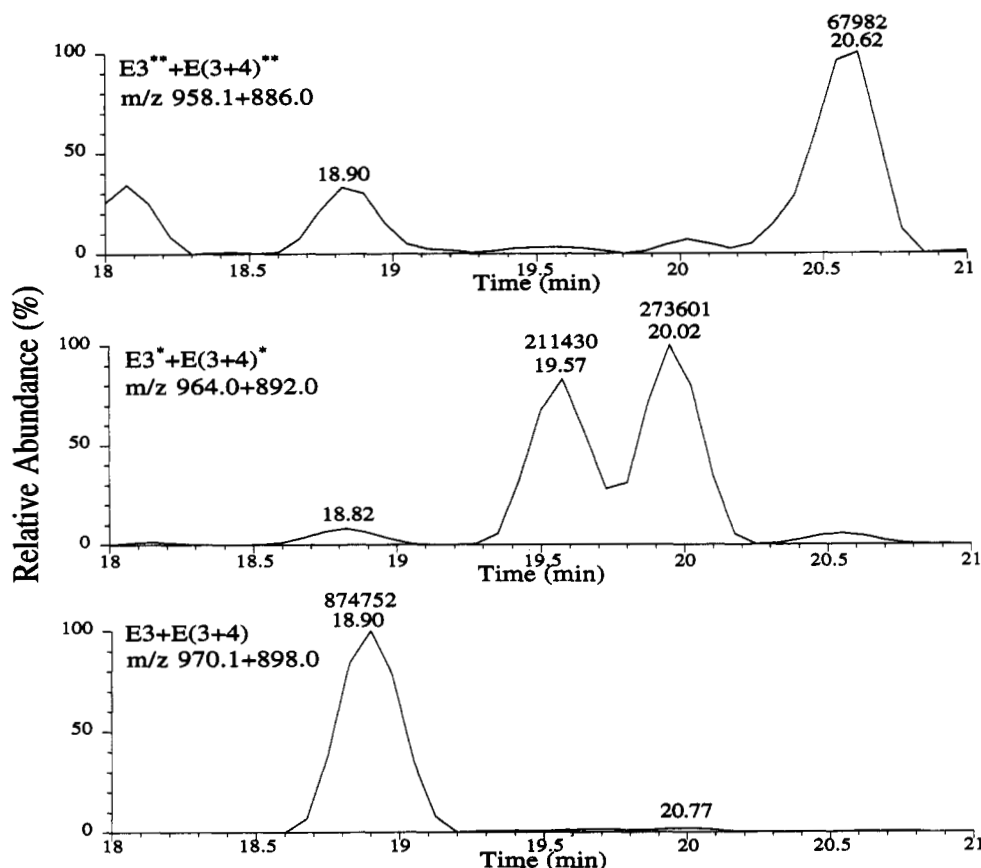 67982
20.62
100
E3**+E(3+4)**
m/z 958.1+886.0
50
18.90
0
18 18.5 19 19.5 20 20.5 21
Time (min)
Relative Abundance (%)
273601
20.02
211430
19.57
100
E3*+E(3+4)*
m/z 964.0+892.0
50
18.82
0
18 18.5 19 19.5 20 20.5 21
Time (min)
874752
18.90
100
E3+E(3+4)
m/z 970.1+898.0
50
20.77
0
18 18.5 19 19.5 20 20.5 21
Time (min)